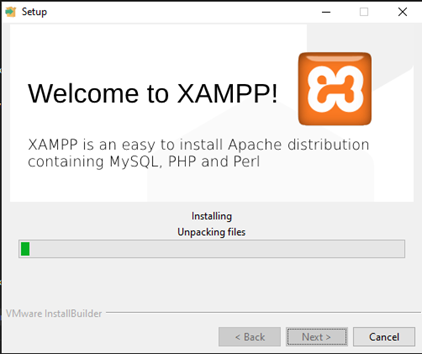 Setup
Welcome to XAMPP!
XAMPP is an easy to install Apache distribution
containing MySQL, PHP and Perl
Installing
Unpacking files
VMware InstallBuilder
< Back
Next >
Cancel